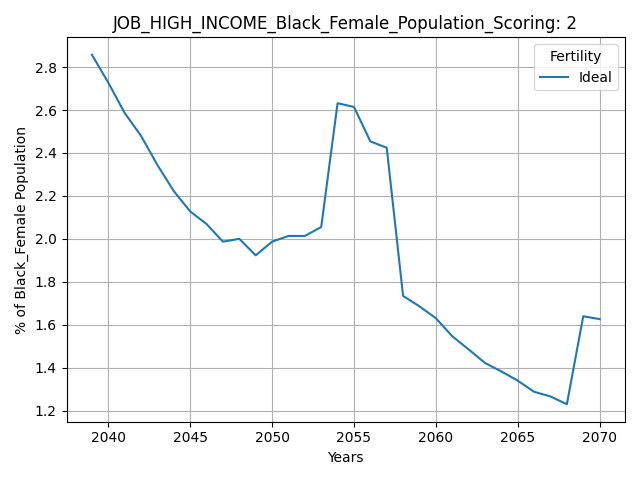 JOB_HIGH_INCOME_Black_Female_Population_Scoring: 2
Fertility
Ideal
% of Black_Female Population
2.8
2.6
2.4
2.2
2.0
1.8
1.6
1.4
1.2
2040 2045 2050 2055 2060 2065 2070
Years